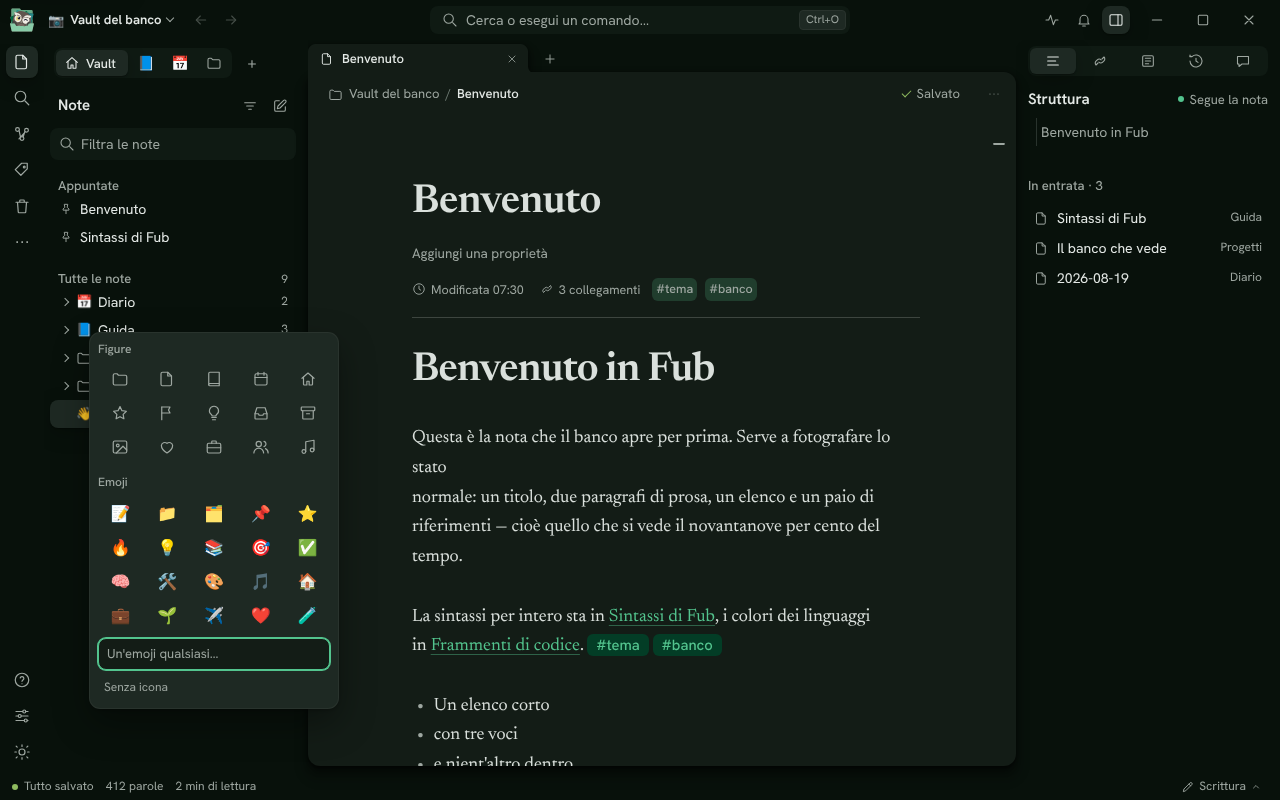 Vault del banco
Cerca o esegui un comando…
Ctrl+O
Vault
Note
Filtra le note
Appuntate
Benvenuto
Sintassi di Fub
Tutte le note 9
Diario 2
Guida 3
Figure
Emoji
Un'emoji qualsiasi…
Senza icona
Benvenuto
Vault del banco / Benvenuto
Salvato
Benvenuto
Aggiungi una proprietà
Modificata 07:30 3 collegamenti #tema #banco
Benvenuto in Fub
Questa è la nota che il banco apre per prima. Serve a fotografare lo
stato
normale: un titolo, due paragrafi di prosa, un elenco e un paio di
riferimenti — cioè quello che si vede il novantanove per cento del
tempo.
La sintassi per intero sta in Sintassi di Fub, i colori dei linguaggi
in Frammenti di codice. #tema #banco
• Un elenco corto
• con tre voci
• e nient'altro dentro
Struttura
Segue la nota
Benvenuto in Fub
In entrata · 3
Sintassi di Fub Guida
Il banco che vede Progetti
2026-08-19 Diario
Tutto salvato 412 parole 2 min di lettura
Scrittura